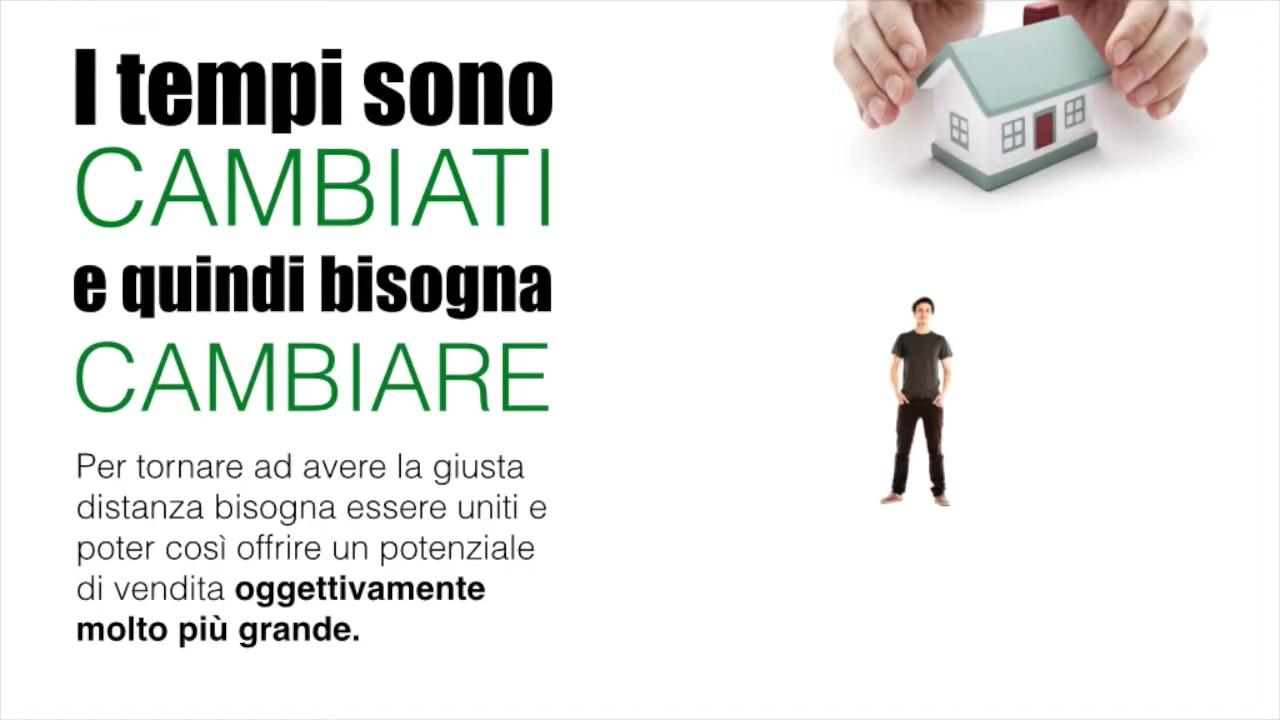 I tempi sono
CAMBIATI
e quindi bisogna
CAMBIARE
Per tornare ad avere la giusta
distanza bisogna essere uniti e
poter così offrire un potenziale
di vendita oggettivamente
molto più grande.